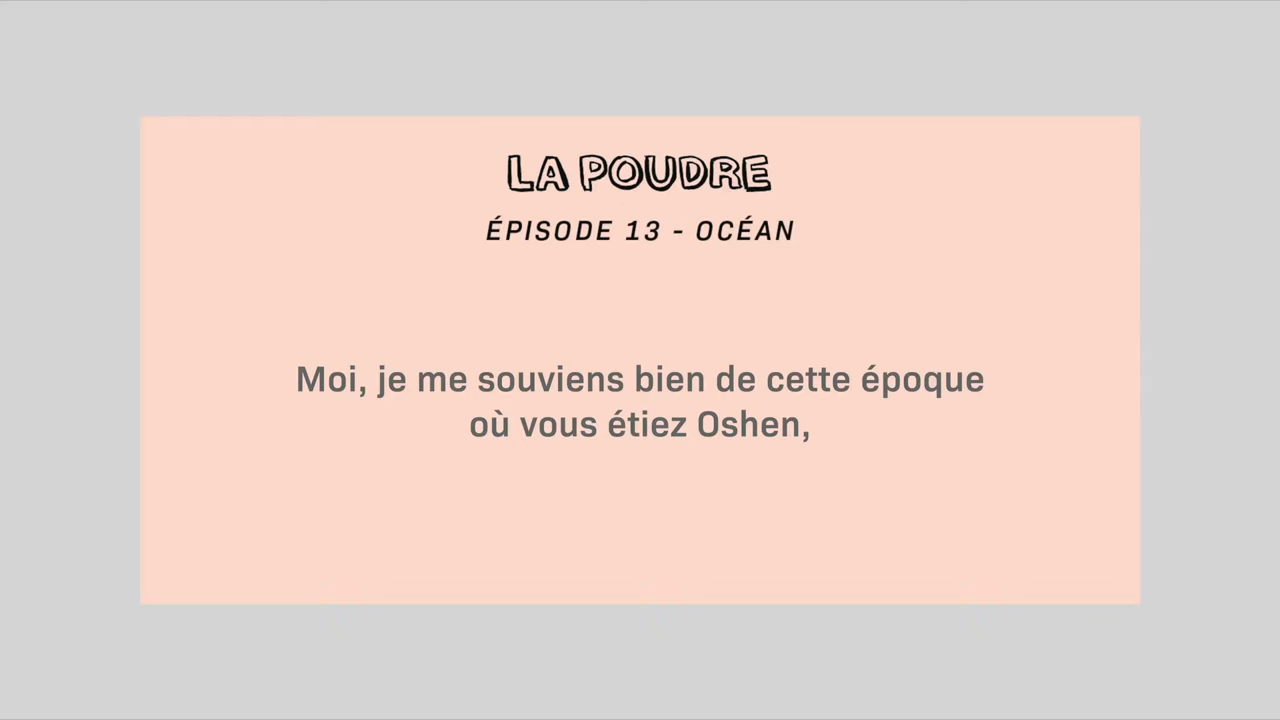 LA POUDRE
ÉPISODE 13 - OCÉAN
Moi, je me souviens bien de cette époque
où vous étiez Oshen,